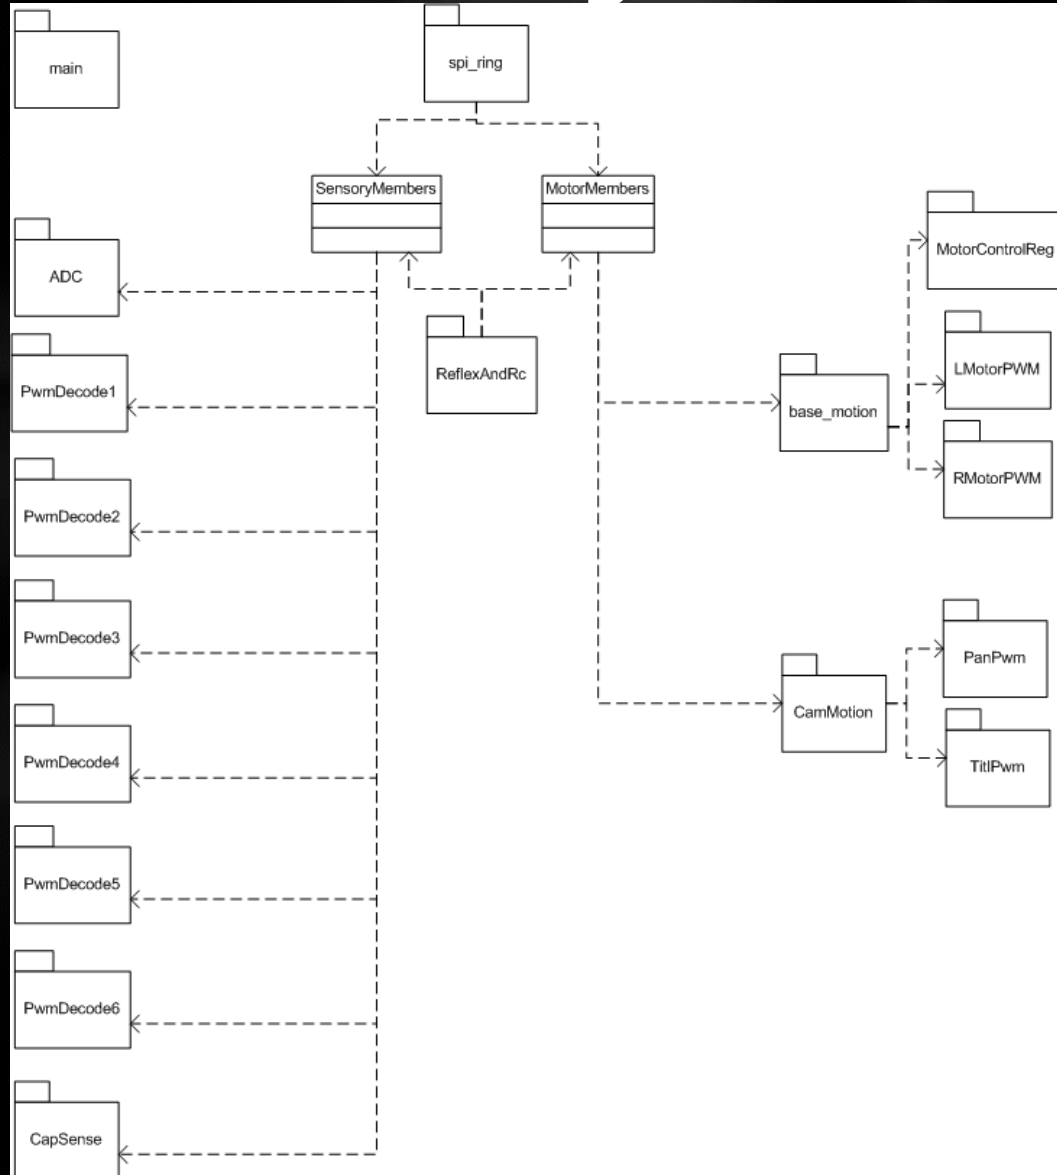 main
spi_ring
SensoryMembers
MotorMembers
ADC
MotorControlReg
PwmDecode1
ReflexAndRc
LMotorPWM
base_motion
RMotorPWM
PwmDecode2
PwmDecode3
PanPwm
CamMotion
PwmDecode4
TitlPwm
PwmDecode5
PwmDecode6
CapSense